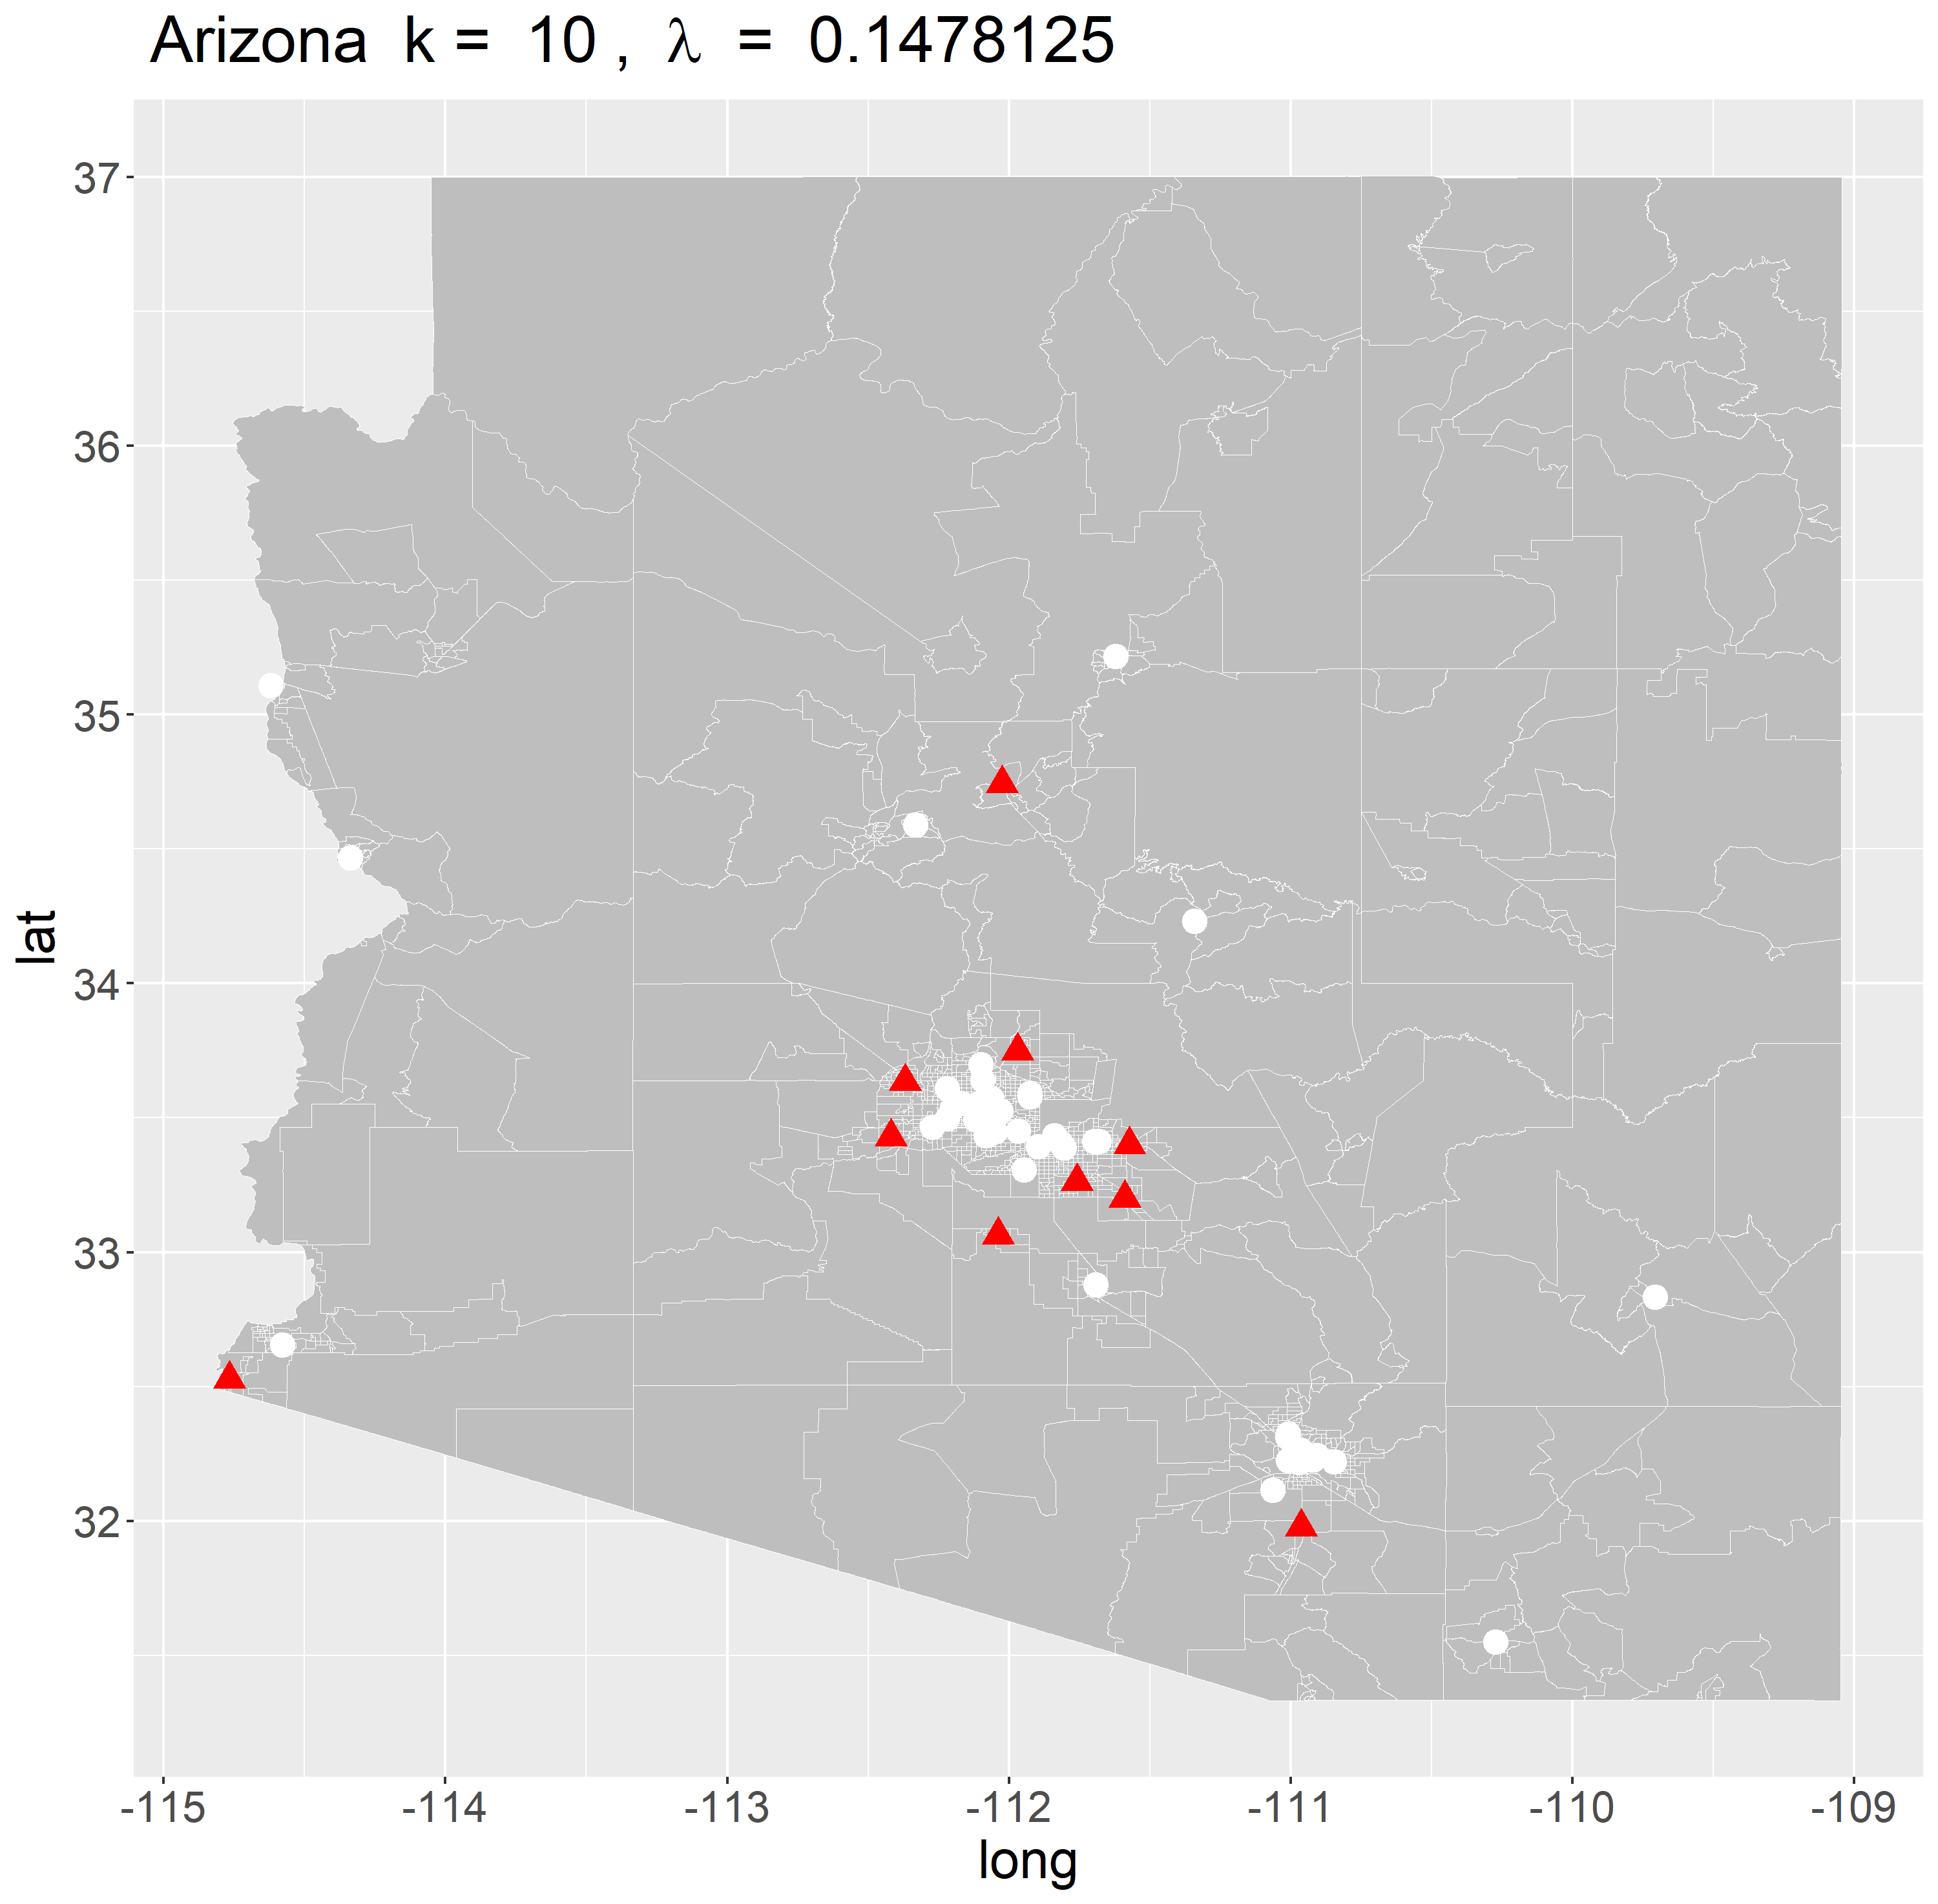 Arizona k = 10 , λ = 0.1478125
37
36
35
34
33
32
lat
-115 -114 -113 -112 -111 -110 -109
long